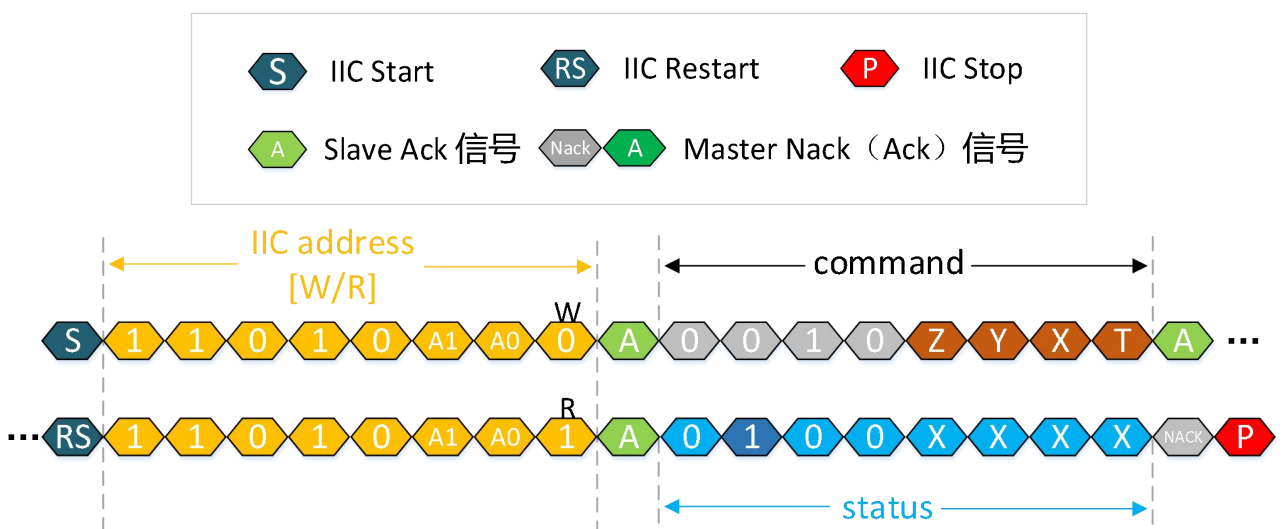 S IIC Start RS IIC Restart P IIC Stop
A Slave Ack 信号 Nack A Master Nack（Ack）信号
IIC address
[W/R]
command
W
S 1 1 0 1 0 A1 A0 0 A 0 0 1 0 Z Y X T A ...
R
... RS 1 1 0 1 0 A1 A0 1 A 0 1 0 0 X X X X NACK P
status